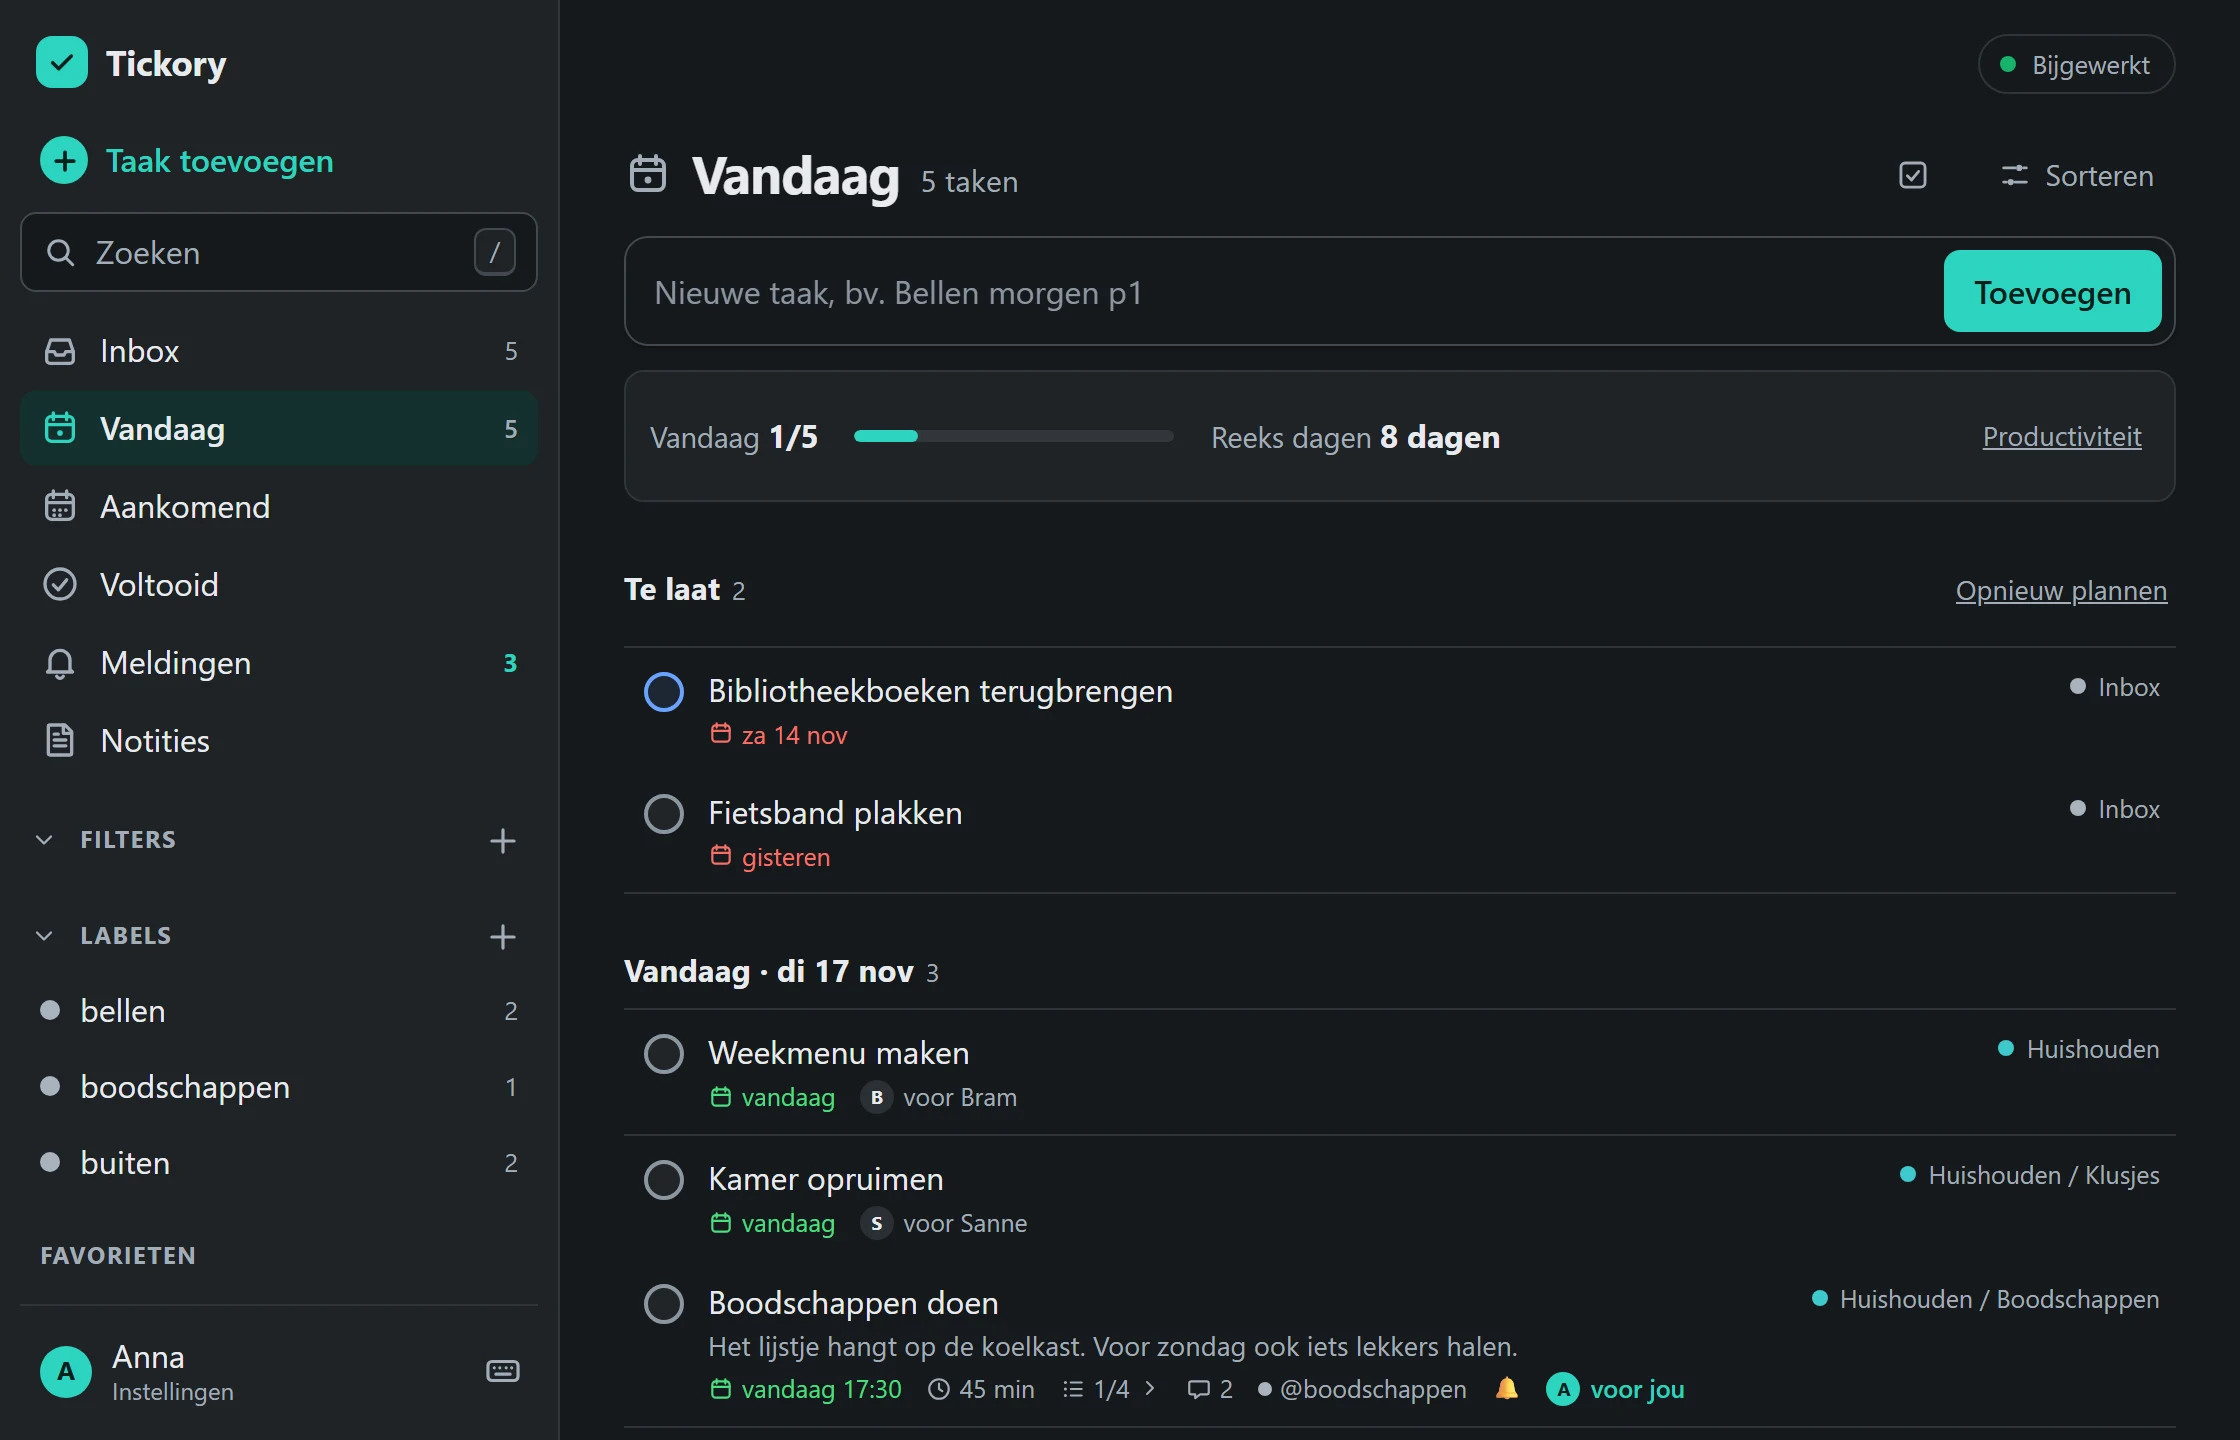 Tickory
Taak toevoegen
Zoeken /
Inbox 5
Vandaag 5
Aankomend
Voltooid
Meldingen 3
Notities
FILTERS
LABELS
bellen 2
boodschappen 1
buiten 2
FAVORIETEN
A Anna
Instellingen
Bijgewerkt
Vandaag 5 taken
Sorteren
Nieuwe taak, bv. Bellen morgen p1
Toevoegen
Vandaag 1/5 Reeks dagen 8 dagen Productiviteit
Te laat 2 Opnieuw plannen
Bibliotheekboeken terugbrengen Inbox
za 14 nov
Fietsband plakken Inbox
gisteren
Vandaag · di 17 nov 3
Weekmenu maken Huishouden
vandaag B voor Bram
Kamer opruimen Huishouden / Klusjes
vandaag S voor Sanne
Boodschappen doen Huishouden / Boodschappen
Het lijstje hangt op de koelkast. Voor zondag ook iets lekkers halen.
vandaag 17:30 45 min 1/4 2 @boodschappen A voor jou